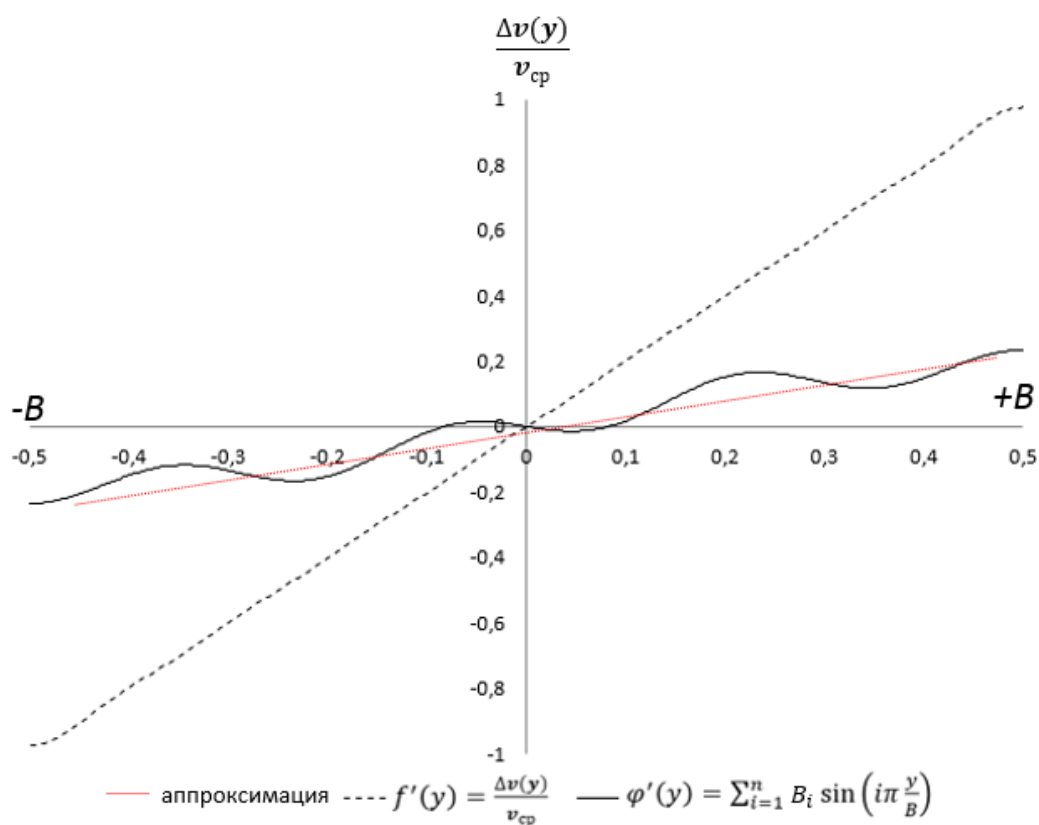 Δv(y)
v_ср
1
0,8
0,6
0,4
0,2
-B 0 +B
-0,5 -0,4 -0,3 -0,2 -0,1 0 0,1 0,2 0,3 0,4 0,5
-0,2
-0,4
-0,6
-0,8
-1
аппроксимация f′(y) = Δv(y)/v_ср φ′(y) = ∑ⁿᵢ₌₁ Bᵢ sin (iπ y/B)